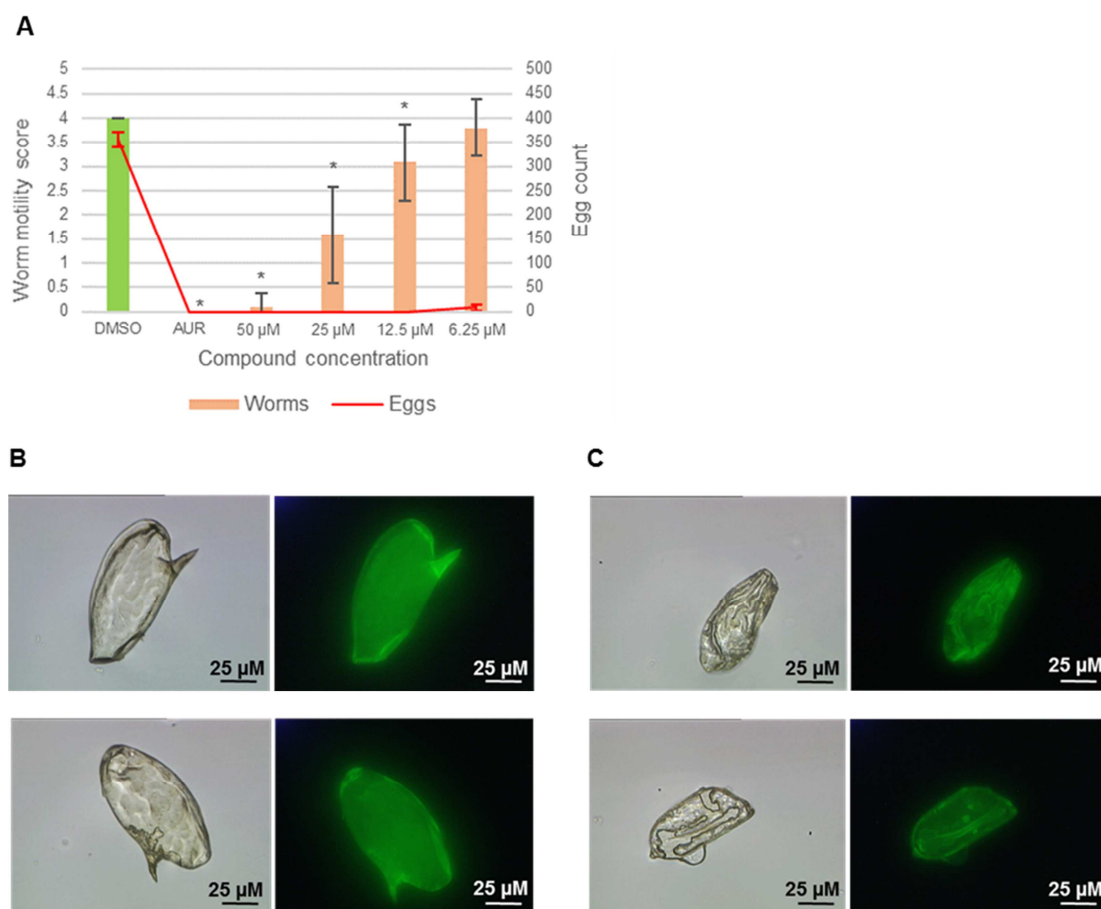 A
5 500
4.5 450
4 400
3.5 350
3 300
2.5 250
2 200
1.5 150
1 100
0.5 50
0 0
Worm motility score
Egg count
* * * *
DMSO AUR 50 µM 25 µM 12.5 µM 6.25 µM
Compound concentration
Worms Eggs
B C
25 µM 25 µM 25 µM 25 µM
25 µM 25 µM 25 µM 25 µM